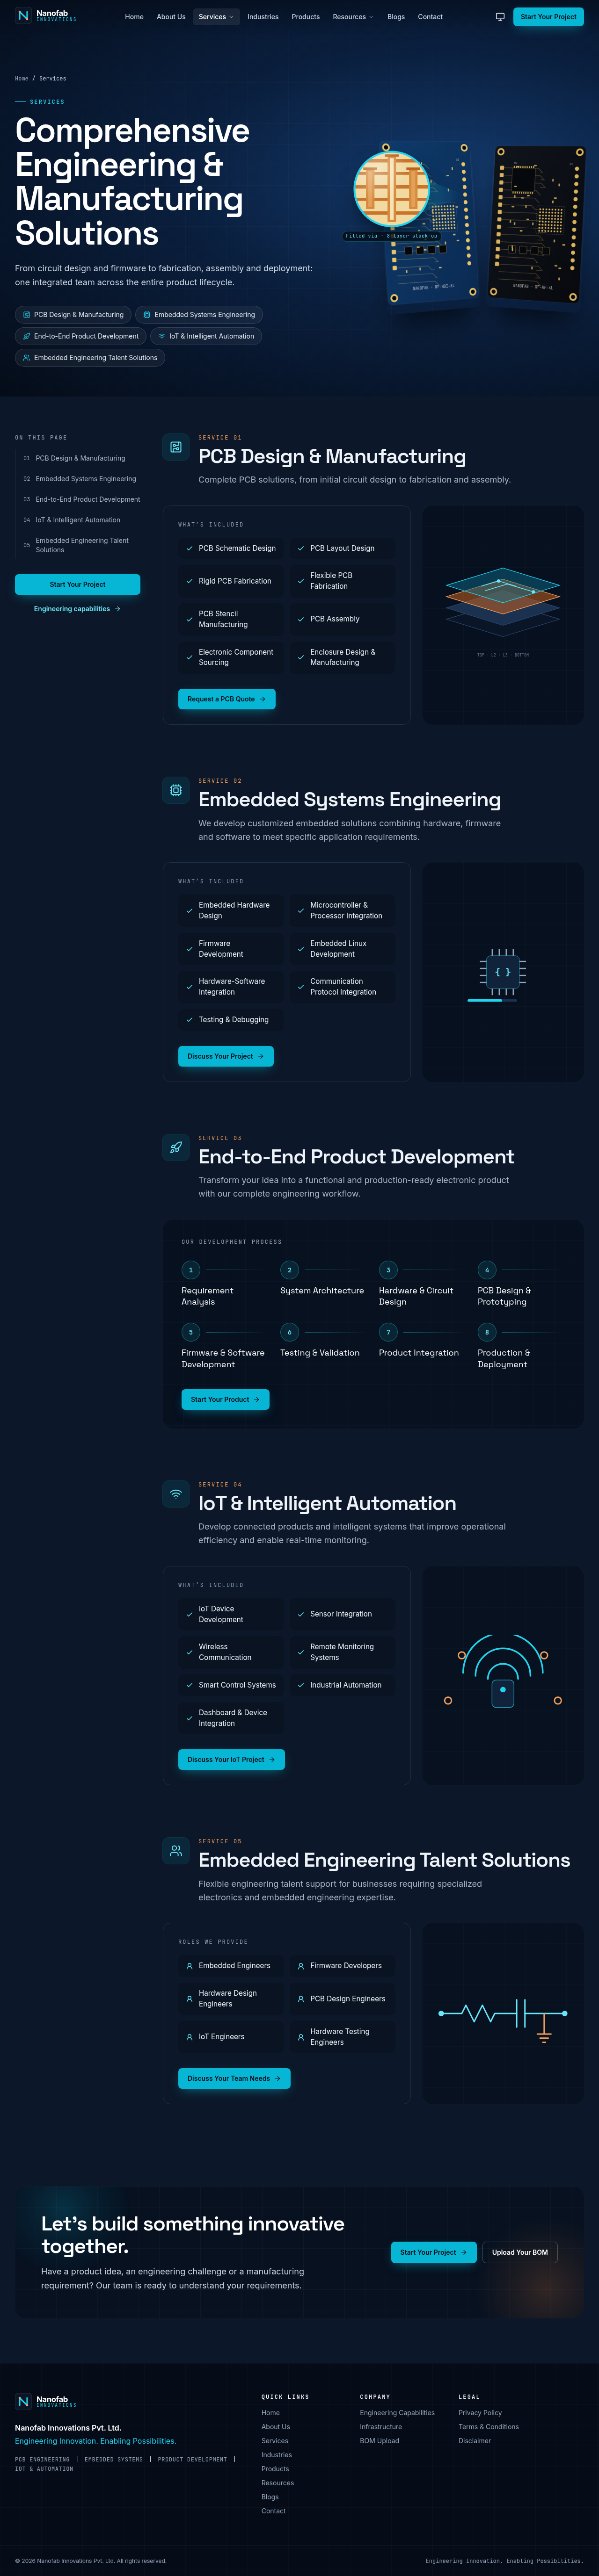 Nanofab
INNOVATIONS
Home
About Us
Services
Industries
Products
Resources
Blogs
Contact
Start Your Project
Home / Services
SERVICES
Comprehensive
Engineering &
Manufacturing
Solutions
From circuit design and firmware to fabrication, assembly and deployment:
one integrated team across the entire product lifecycle.
PCB Design & Manufacturing
Embedded Systems Engineering
End-to-End Product Development
IoT & Intelligent Automation
Embedded Engineering Talent Solutions
Filled via · 8-layer stack-up
ON THIS PAGE
01 PCB Design & Manufacturing
02 Embedded Systems Engineering
03 End-to-End Product Development
04 IoT & Intelligent Automation
05 Embedded Engineering Talent
Solutions
Start Your Project
Engineering capabilities
SERVICE 01
PCB Design & Manufacturing
Complete PCB solutions, from initial circuit design to fabrication and assembly.
WHAT'S INCLUDED
PCB Schematic Design
PCB Layout Design
Rigid PCB Fabrication
Flexible PCB
Fabrication
PCB Stencil
Manufacturing
PCB Assembly
Electronic Component
Sourcing
Enclosure Design &
Manufacturing
Request a PCB Quote
TOP · L2 · L3 · BOTTOM
SERVICE 02
Embedded Systems Engineering
We develop customized embedded solutions combining hardware, firmware
and software to meet specific application requirements.
WHAT'S INCLUDED
Embedded Hardware
Design
Microcontroller &
Processor Integration
Firmware
Development
Embedded Linux
Development
Hardware-Software
Integration
Communication
Protocol Integration
Testing & Debugging
Discuss Your Project
{ }
SERVICE 03
End-to-End Product Development
Transform your idea into a functional and production-ready electronic product
with our complete engineering workflow.
OUR DEVELOPMENT PROCESS
1
Requirement
Analysis
2
System Architecture
3
Hardware & Circuit
Design
4
PCB Design &
Prototyping
5
Firmware & Software
Development
6
Testing & Validation
7
Product Integration
8
Production &
Deployment
Start Your Product
SERVICE 04
IoT & Intelligent Automation
Develop connected products and intelligent systems that improve operational
efficiency and enable real-time monitoring.
WHAT'S INCLUDED
IoT Device
Development
Sensor Integration
Wireless
Communication
Remote Monitoring
Systems
Smart Control Systems
Industrial Automation
Dashboard & Device
Integration
Discuss Your IoT Project
SERVICE 05
Embedded Engineering Talent Solutions
Flexible engineering talent support for businesses requiring specialized
electronics and embedded engineering expertise.
ROLES WE PROVIDE
Embedded Engineers
Firmware Developers
Hardware Design
Engineers
PCB Design Engineers
IoT Engineers
Hardware Testing
Engineers
Discuss Your Team Needs
Let's build something innovative
together.
Have a product idea, an engineering challenge or a manufacturing
requirement? Our team is ready to understand your requirements.
Start Your Project
Upload Your BOM
Nanofab
INNOVATIONS
Nanofab Innovations Pvt. Ltd.
Engineering Innovation. Enabling Possibilities.
PCB ENGINEERING | EMBEDDED SYSTEMS | PRODUCT DEVELOPMENT |
IOT & AUTOMATION
QUICK LINKS
Home
About Us
Services
Industries
Products
Resources
Blogs
Contact
COMPANY
Engineering Capabilities
Infrastructure
BOM Upload
LEGAL
Privacy Policy
Terms & Conditions
Disclaimer
© 2026 Nanofab Innovations Pvt. Ltd. All rights reserved.
Engineering Innovation. Enabling Possibilities.